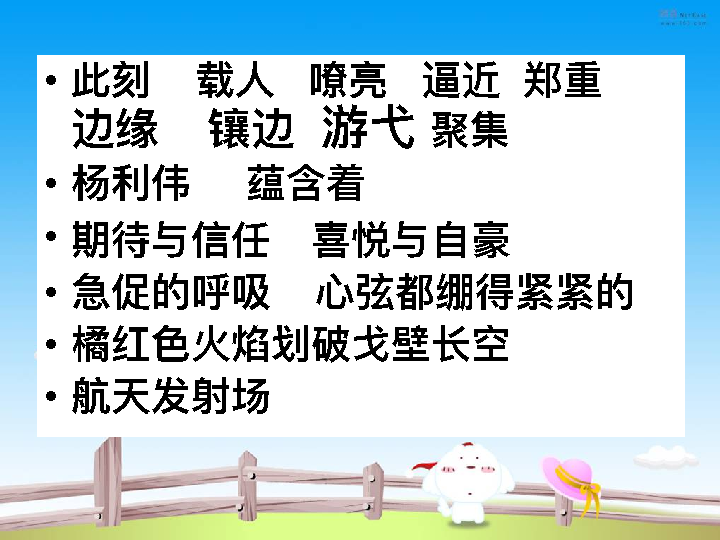 • 此刻 载人 嘹亮 逼近 郑重
边缘 镶边 游弋 聚集
• 杨利伟 蕴含着
• 期待与信任 喜悦与自豪
• 急促的呼吸 心弦都绷得紧紧的
• 橘红色火焰划破戈壁长空
• 航天发射场